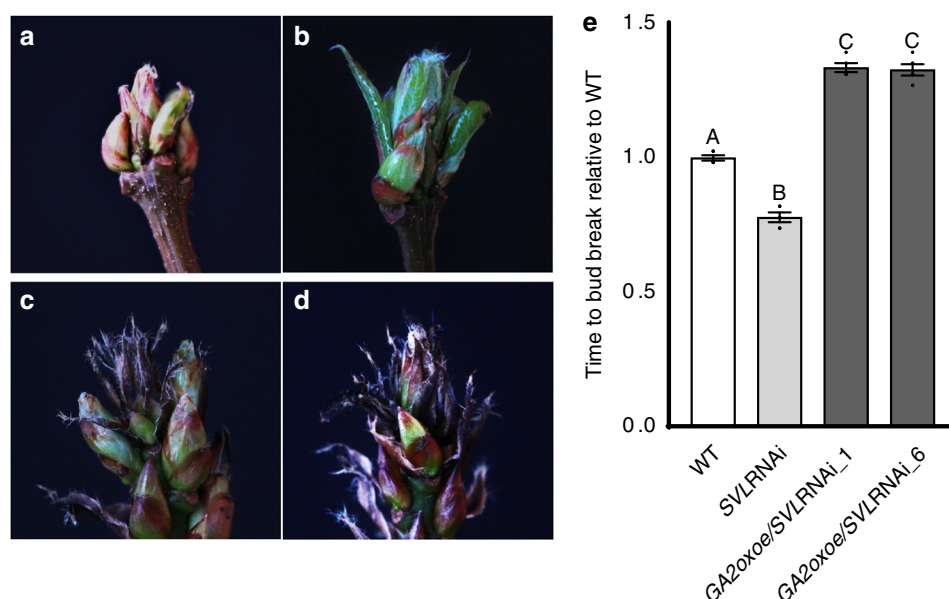 a
b
c
d
e
Time to bud break relative to WT
1.5
1.0
0.5
0.0
A
B
C
C
WT
SVLRNAi
GA2oxoe/SVLRNAi_1
GA2oxoe/SVLRNAi_6